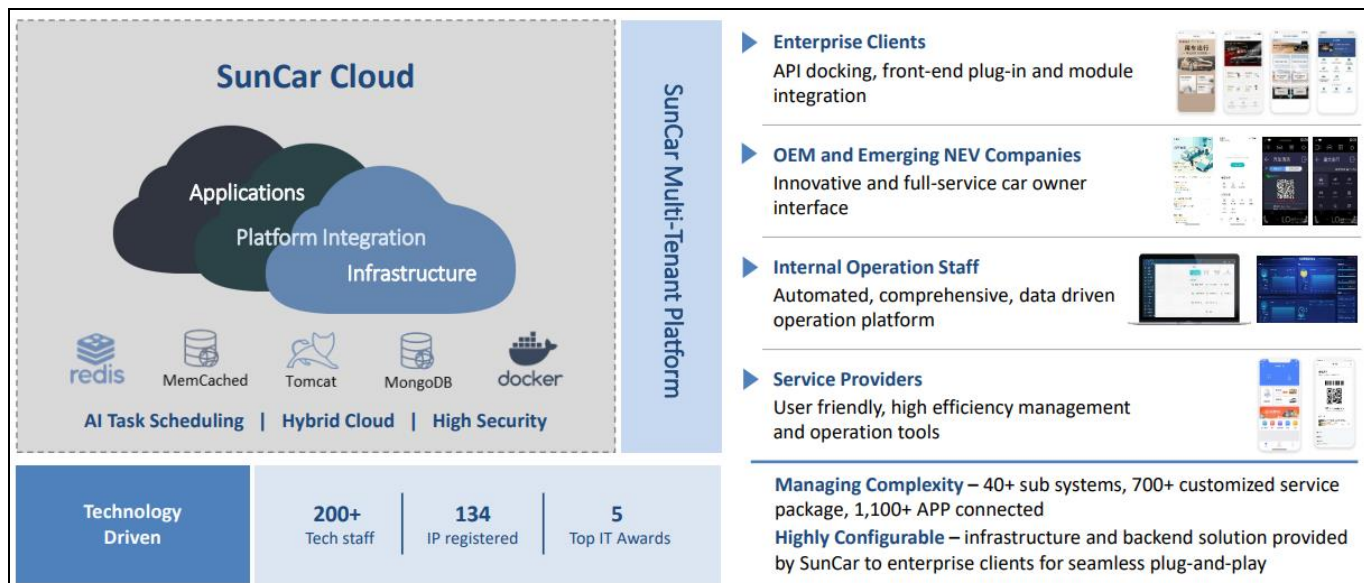 SunCar Cloud
Applications
Platform Integration
Infrastructure
redis
MemCached
Tomcat
MongoDB
docker
AI Task Scheduling | Hybrid Cloud | High Security
SunCar Multi-Tenant Platform
Technology
Driven
200+
Tech staff
134
IP registered
5
Top IT Awards
Enterprise Clients
API docking, front-end plug-in and module
integration
OEM and Emerging NEV Companies
Innovative and full-service car owner
interface
Internal Operation Staff
Automated, comprehensive, data driven
operation platform
Service Providers
User friendly, high efficiency management
and operation tools
Managing Complexity – 40+ sub systems, 700+ customized service
package, 1,100+ APP connected
Highly Configurable – infrastructure and backend solution provided
by SunCar to enterprise clients for seamless plug-and-play